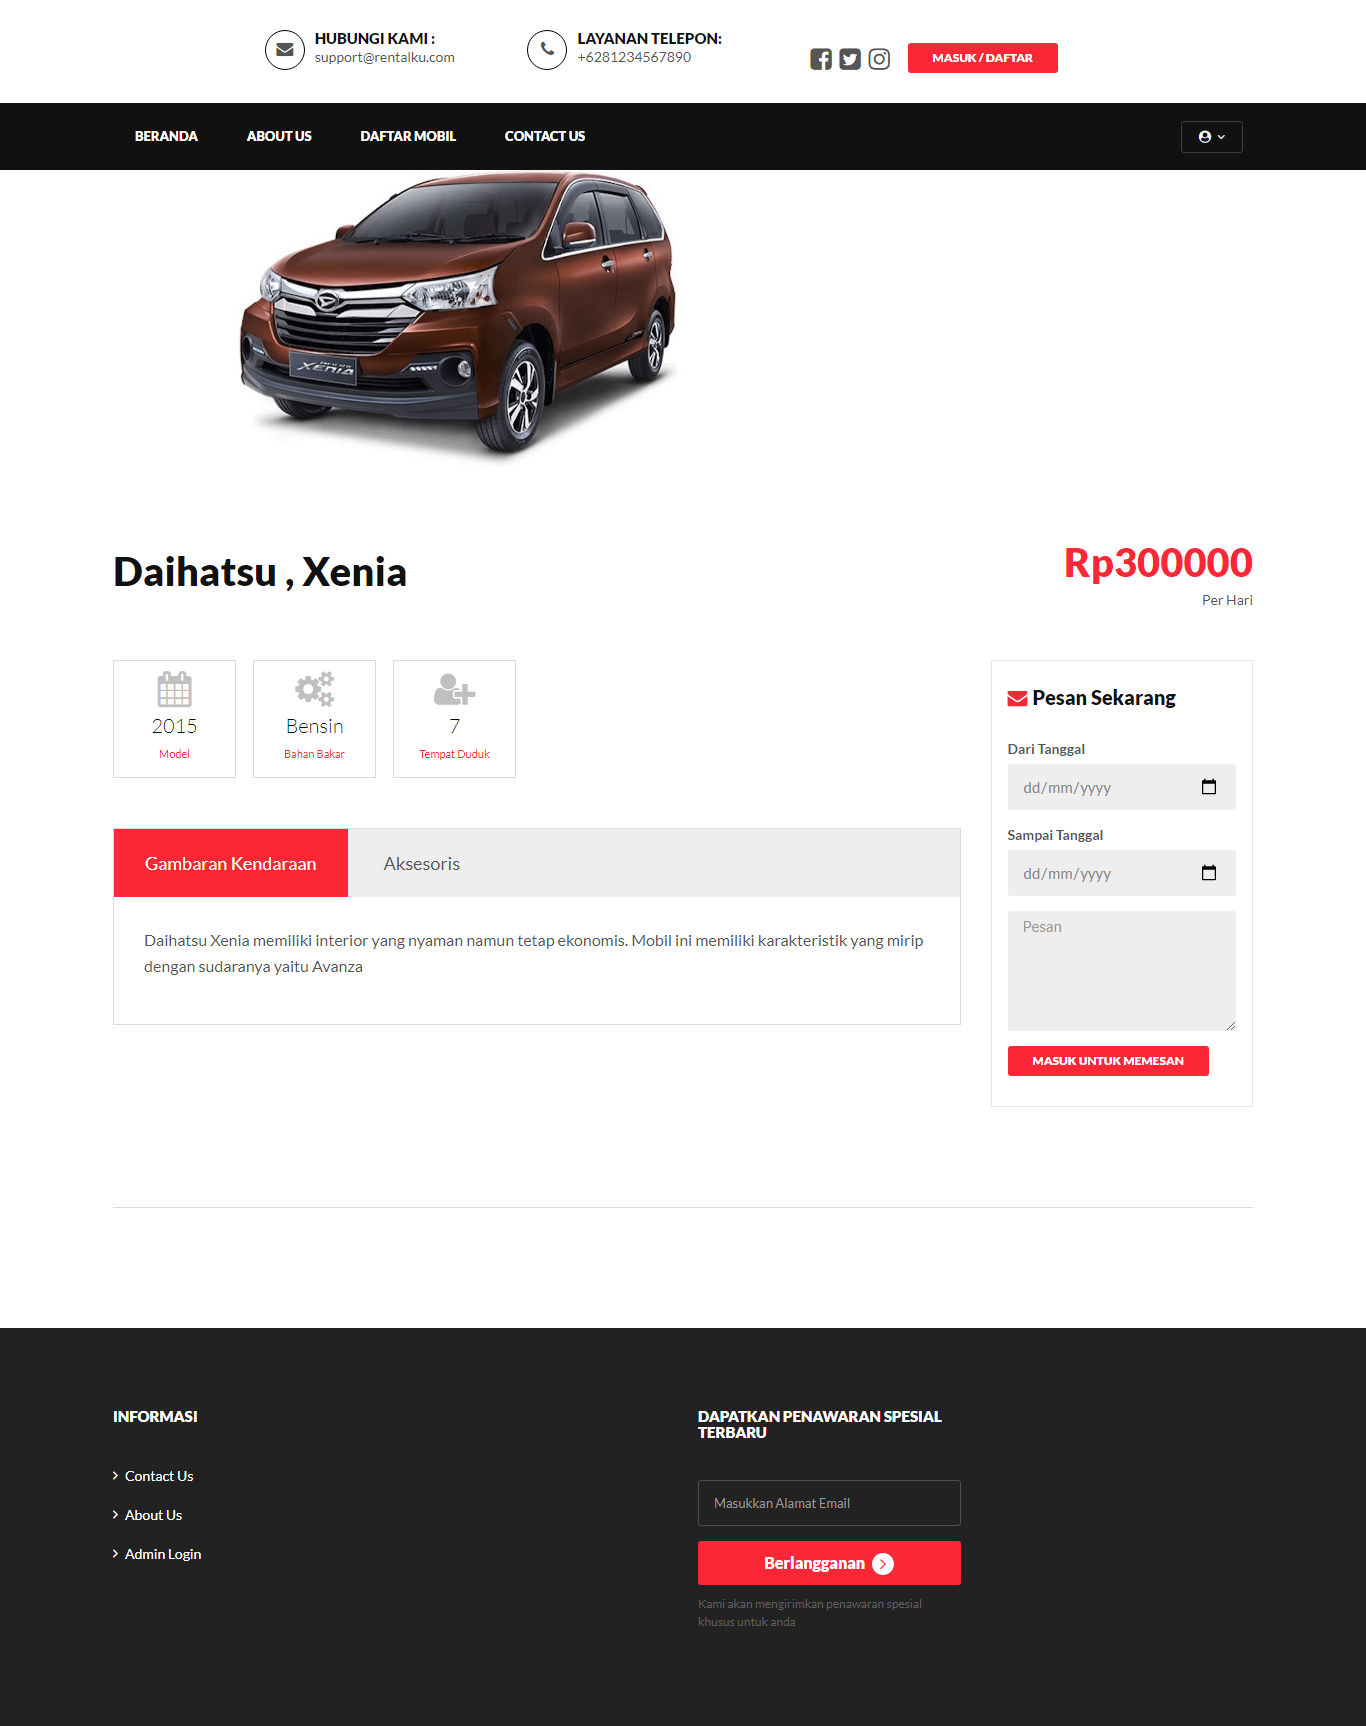 HUBUNGI KAMI :
support@rentalku.com
LAYANAN TELEPON:
+6281234567890
MASUK / DAFTAR
BERANDA
ABOUT US
DAFTAR MOBIL
CONTACT US
XENIA
Daihatsu , Xenia
Rp300000
Per Hari
2015
Model
Bensin
Bahan Bakar
7
Tempat Duduk
Gambaran Kendaraan
Aksesoris
Daihatsu Xenia memiliki interior yang nyaman namun tetap ekonomis. Mobil ini memiliki karakteristik yang mirip
dengan sudaranya yaitu Avanza
Pesan Sekarang
Dari Tanggal
dd/mm/yyyy
Sampai Tanggal
dd/mm/yyyy
Pesan
MASUK UNTUK MEMESAN
INFORMASI
Contact Us
About Us
Admin Login
DAPATKAN PENAWARAN SPESIAL
TERBARU
Masukkan Alamat Email
Berlangganan
Kami akan mengirimkan penawaran spesial
khusus untuk anda